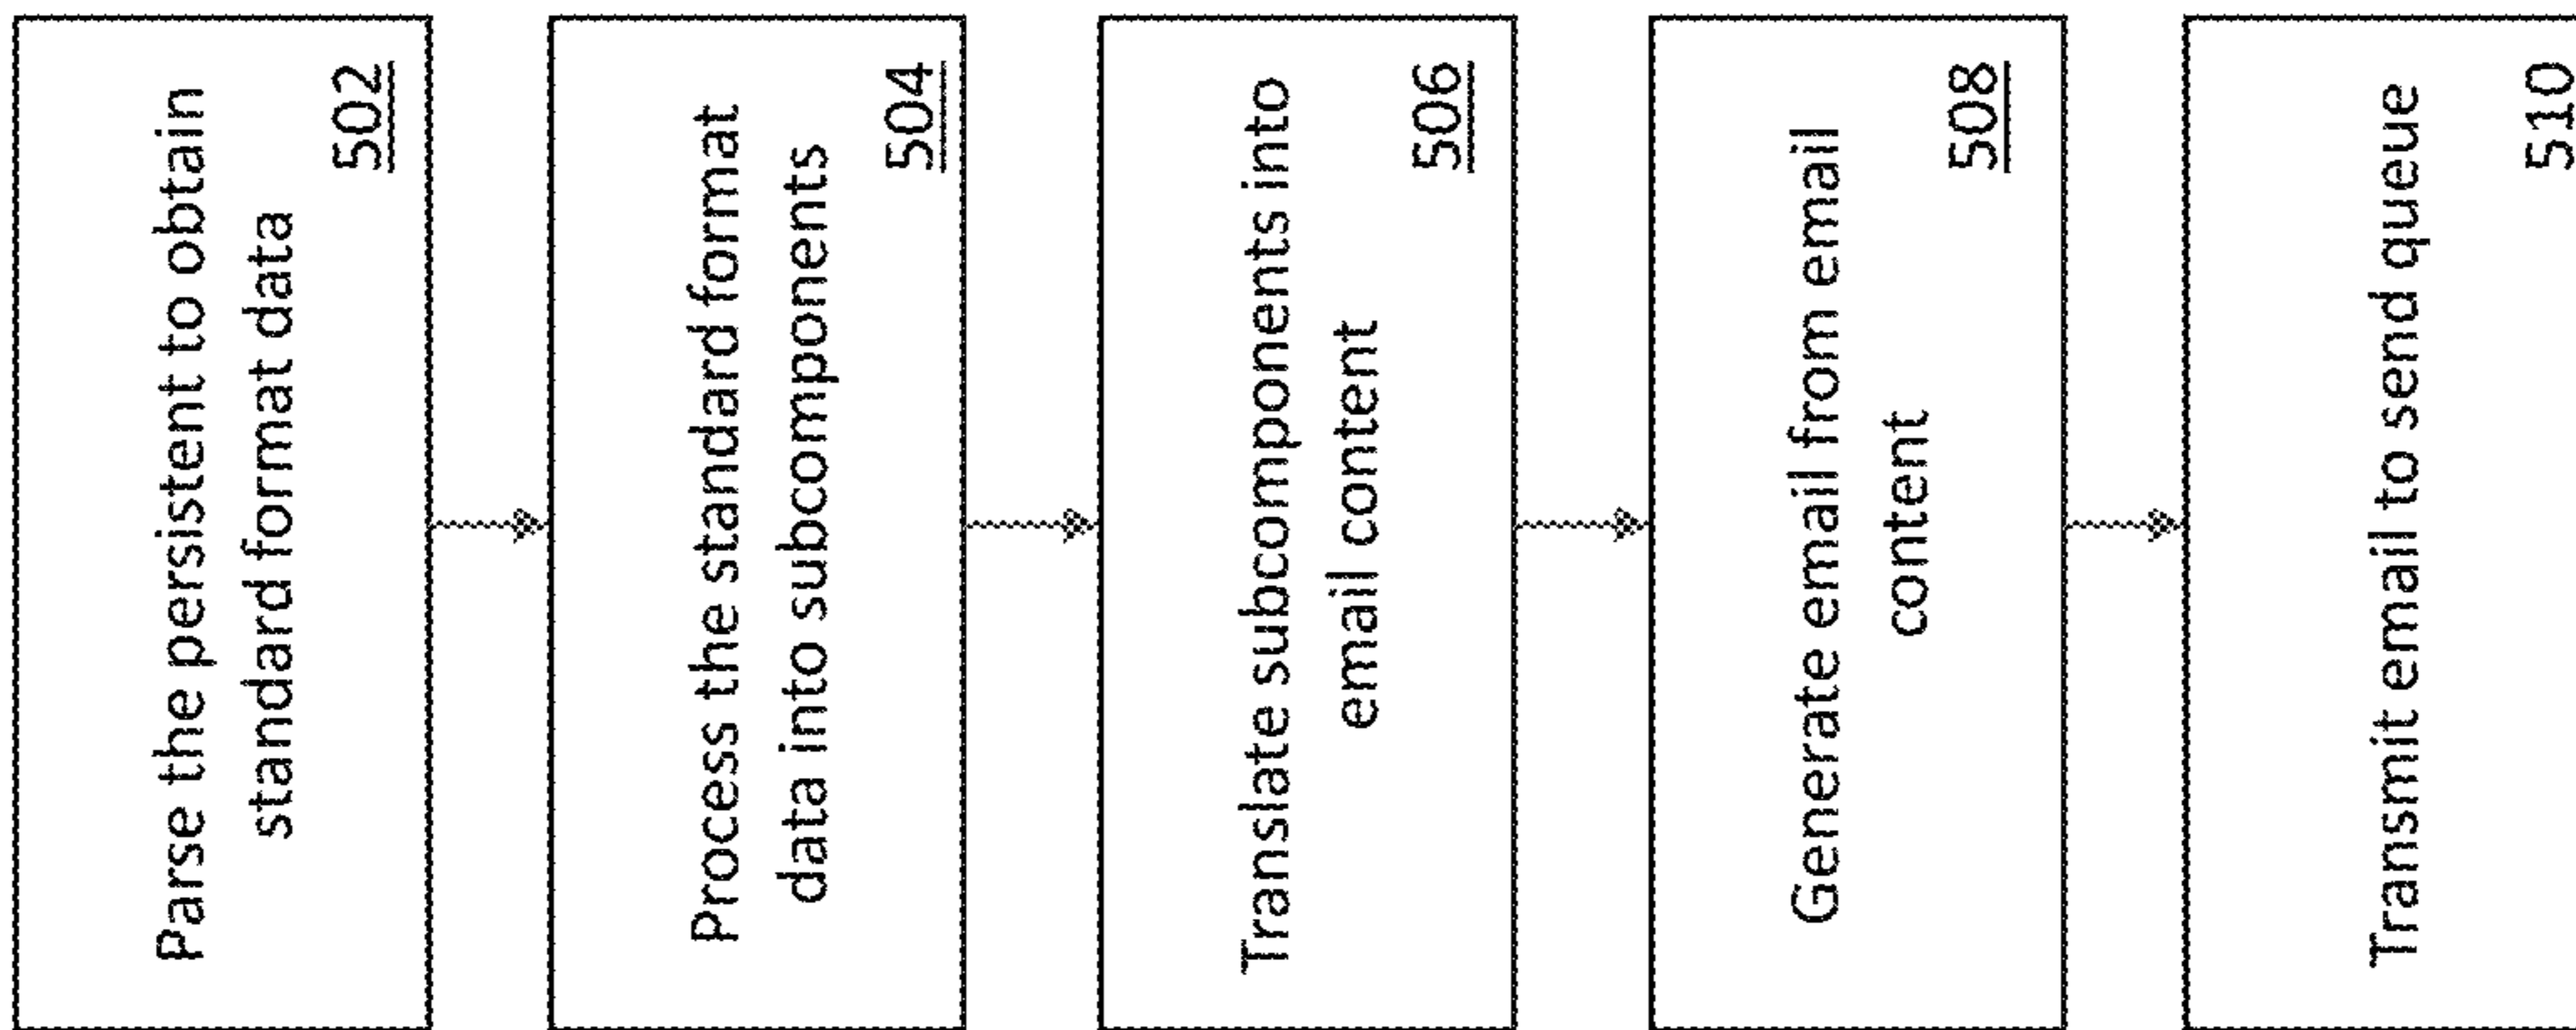 Parse the persistent to obtain
standard format data
502
Process the standard format
data into subcomponents
504
Translate subcomponents into
email content
506
Generate email from email
content
508
Transmit email to send queue
510